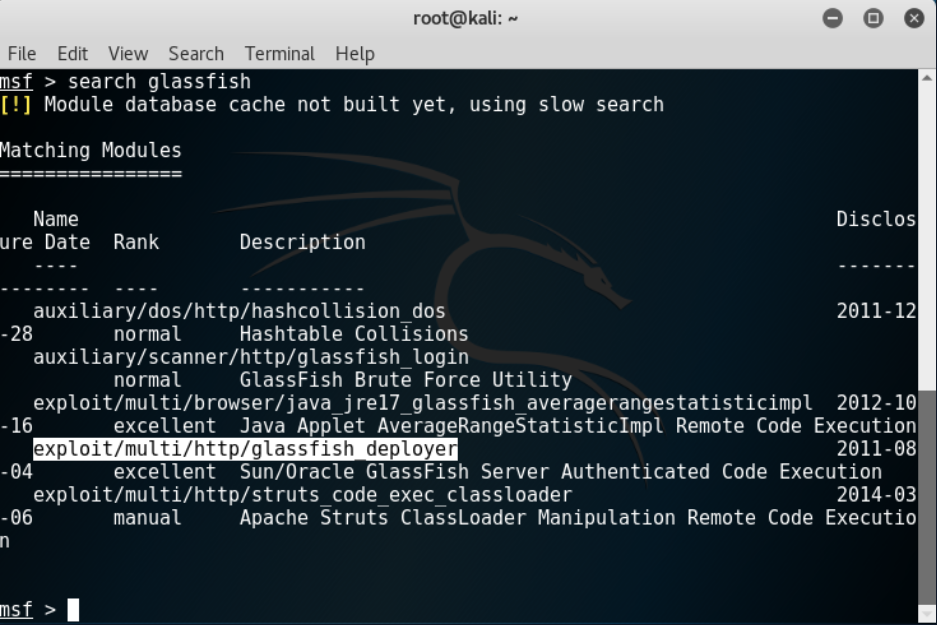 root@kali: ~
File Edit View Search Terminal Help
msf > search glassfish
[!] Module database cache not built yet, using slow search
Matching Modules
================
Name Disclos
ure Date Rank Description
---- -------
-------- ---- -----------
auxiliary/dos/http/hashcollision_dos 2011-12
-28 normal Hashtable Collisions
auxiliary/scanner/http/glassfish_login
normal GlassFish Brute Force Utility
exploit/multi/browser/java_jre17_glassfish_averagerangestatisticimpl 2012-10
-16 excellent Java Applet AverageRangeStatisticImpl Remote Code Execution
exploit/multi/http/glassfish_deployer 2011-08
-04 excellent Sun/Oracle GlassFish Server Authenticated Code Execution
exploit/multi/http/struts_code_exec_classloader 2014-03
-06 manual Apache Struts ClassLoader Manipulation Remote Code Executio
n
msf >